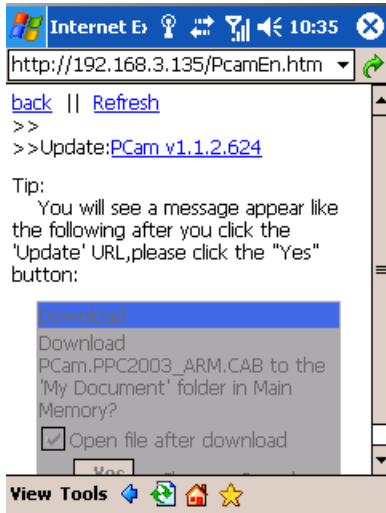 Internet Ex 10:35
http://192.168.3.135/PcamEn.htm
back || Refresh
>>
>>Update:PCam v1.1.2.624
Tip:
You will see a message appear like
the following after you click the
'Update' URL,please click the "Yes"
button:
Download
Download
PCam.PPC2003_ARM.CAB to the
'My Document' folder in Main
Memory?
Open file after download
Yes
View Tools